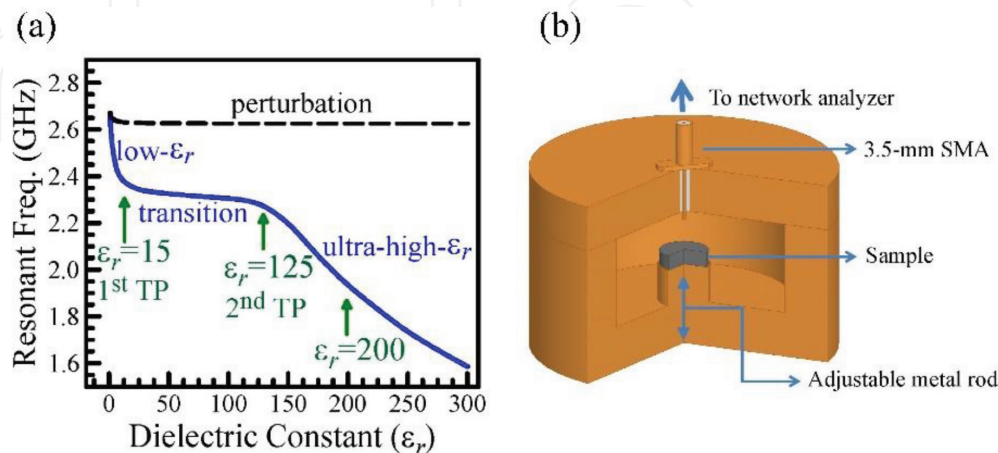 (a)
Resonant Freq. (GHz)
2.8
2.6
2.4
2.2
2.0
1.8
1.6
perturbation
low-εr
transition
ultra-high-εr
εr=15
1st TP
εr=125
2nd TP
εr=200
0
50
100
150
200
250
300
Dielectric Constant (εr)
(b)
To network analyzer
3.5-mm SMA
Sample
Adjustable metal rod